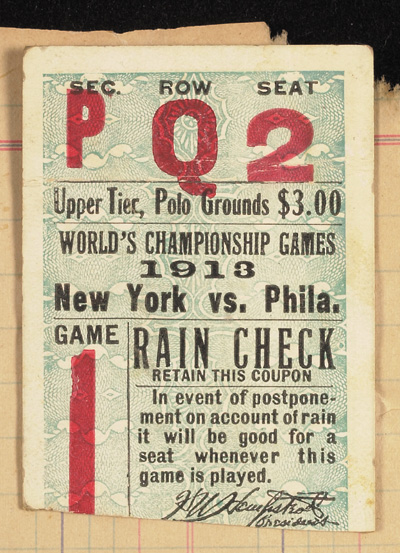 SEC. ROW SEAT
P Q 2
Upper Tier, Polo Grounds $3.00
WORLD'S CHAMPIONSHIP GAMES
1913
New York vs. Phila.
GAME
1
RAIN CHECK
RETAIN THIS COUPON
In event of postpone-
ment on account of rain
it will be good for a
seat whenever this
game is played.
President